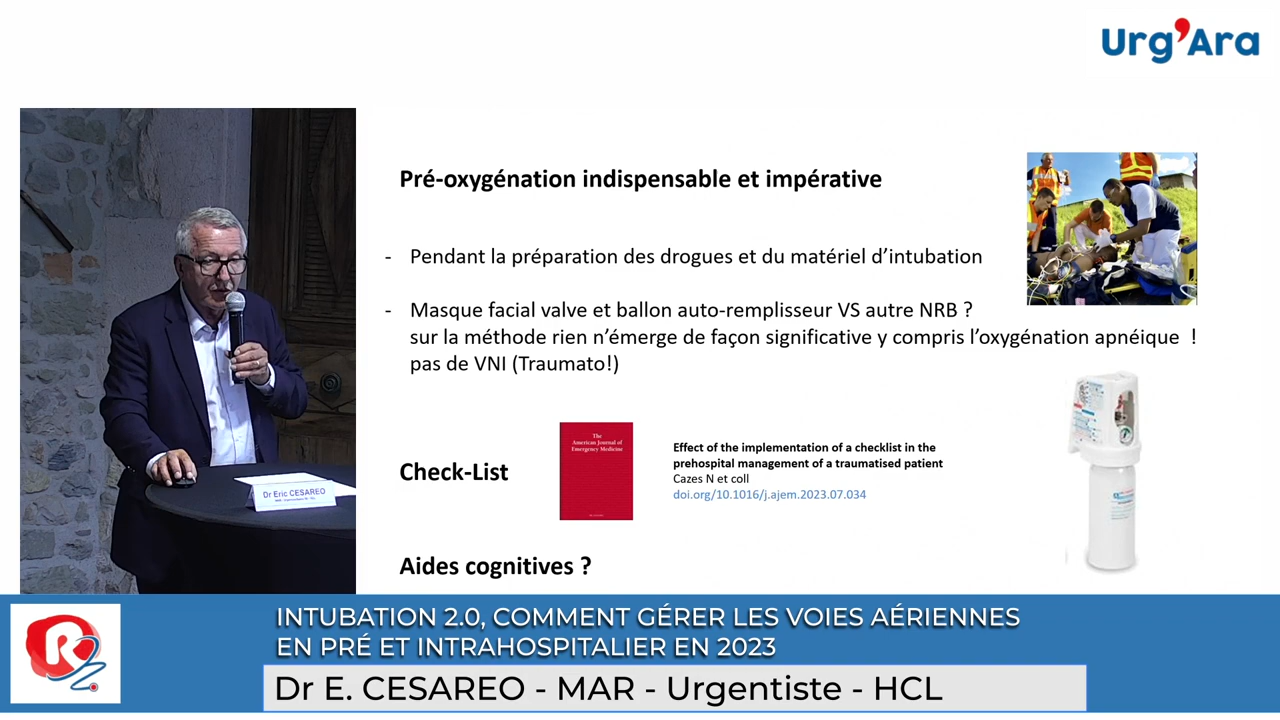 Urg'Ara
Pré-oxygénation indispensable et impérative
- Pendant la préparation des drogues et du matériel d'intubation
- Masque facial valve et ballon auto-remplisseur VS autre NRB ?
sur la méthode rien n'émerge de façon significative y compris l'oxygénation apnéique !
pas de VNI (Traumato!)
The
American Journal of
Emergency Medicine
Check-List
Effect of the implementation of a checklist in the
prehospital management of a traumatised patient
Cazes N et coll
doi.org/10.1016/j.ajem.2023.07.034
Dr Eric CESAREO
Aides cognitives ?
R
INTUBATION 2.0, COMMENT GÉRER LES VOIES AÉRIENNES
EN PRÉ ET INTRAHOSPITALIER EN 2023
Dr E. CESAREO - MAR - Urgentiste - HCL